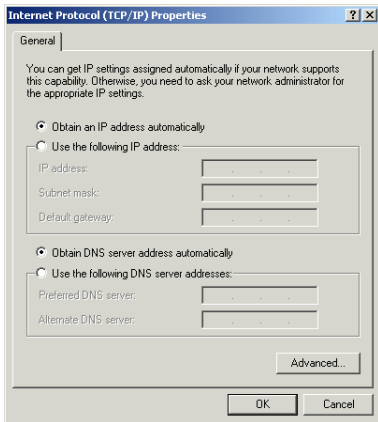 Internet Protocol (TCP/IP) Properties
General
You can get IP settings assigned automatically if your network supports
this capability. Otherwise, you need to ask your network administrator for
the appropriate IP settings.
Obtain an IP address automatically
Use the following IP address:
IP address:
Subnet mask:
Default gateway:
Obtain DNS server address automatically
Use the following DNS server addresses:
Preferred DNS server:
Alternate DNS server:
Advanced...
OK Cancel